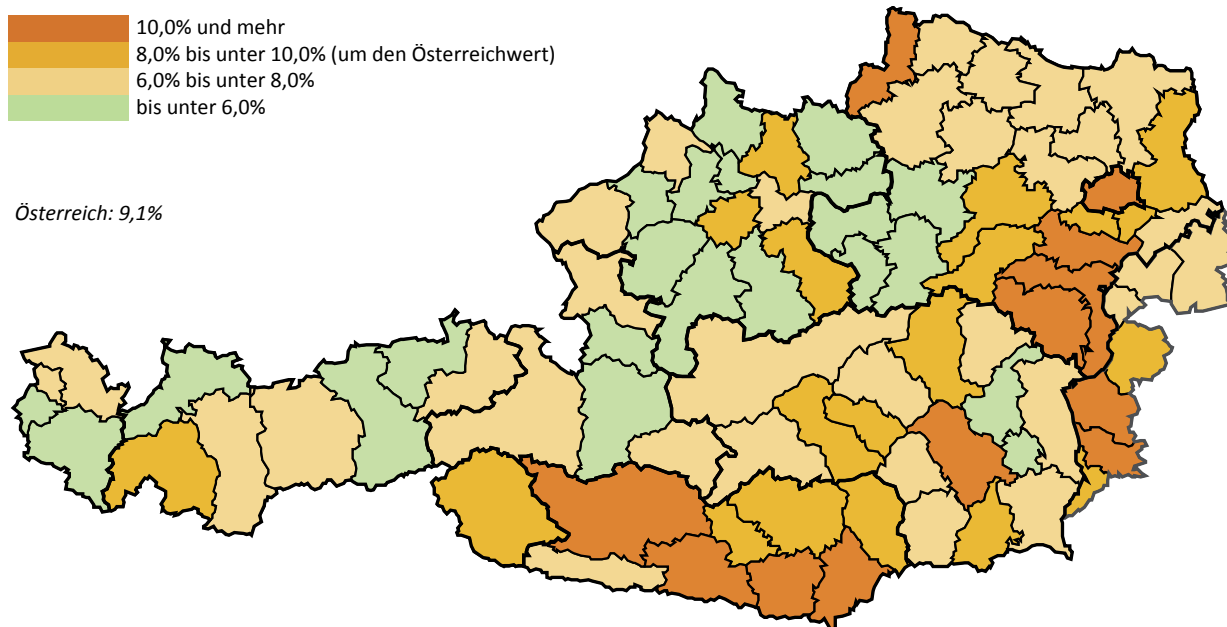 10,0% und mehr
8,0% bis unter 10,0% (um den Österreichwert)
6,0% bis unter 8,0%
bis unter 6,0%
Österreich: 9,1%